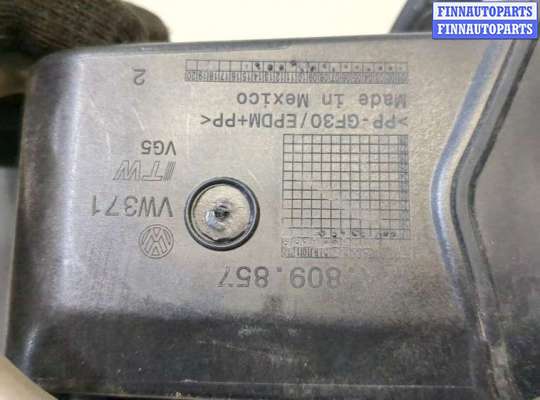 FINNAUTOPARTS
FINNAUTOPARTS
2
Made in Mexico
>PP-GF30/EPDM+PP<
VG5
ITW
VW371
809.857